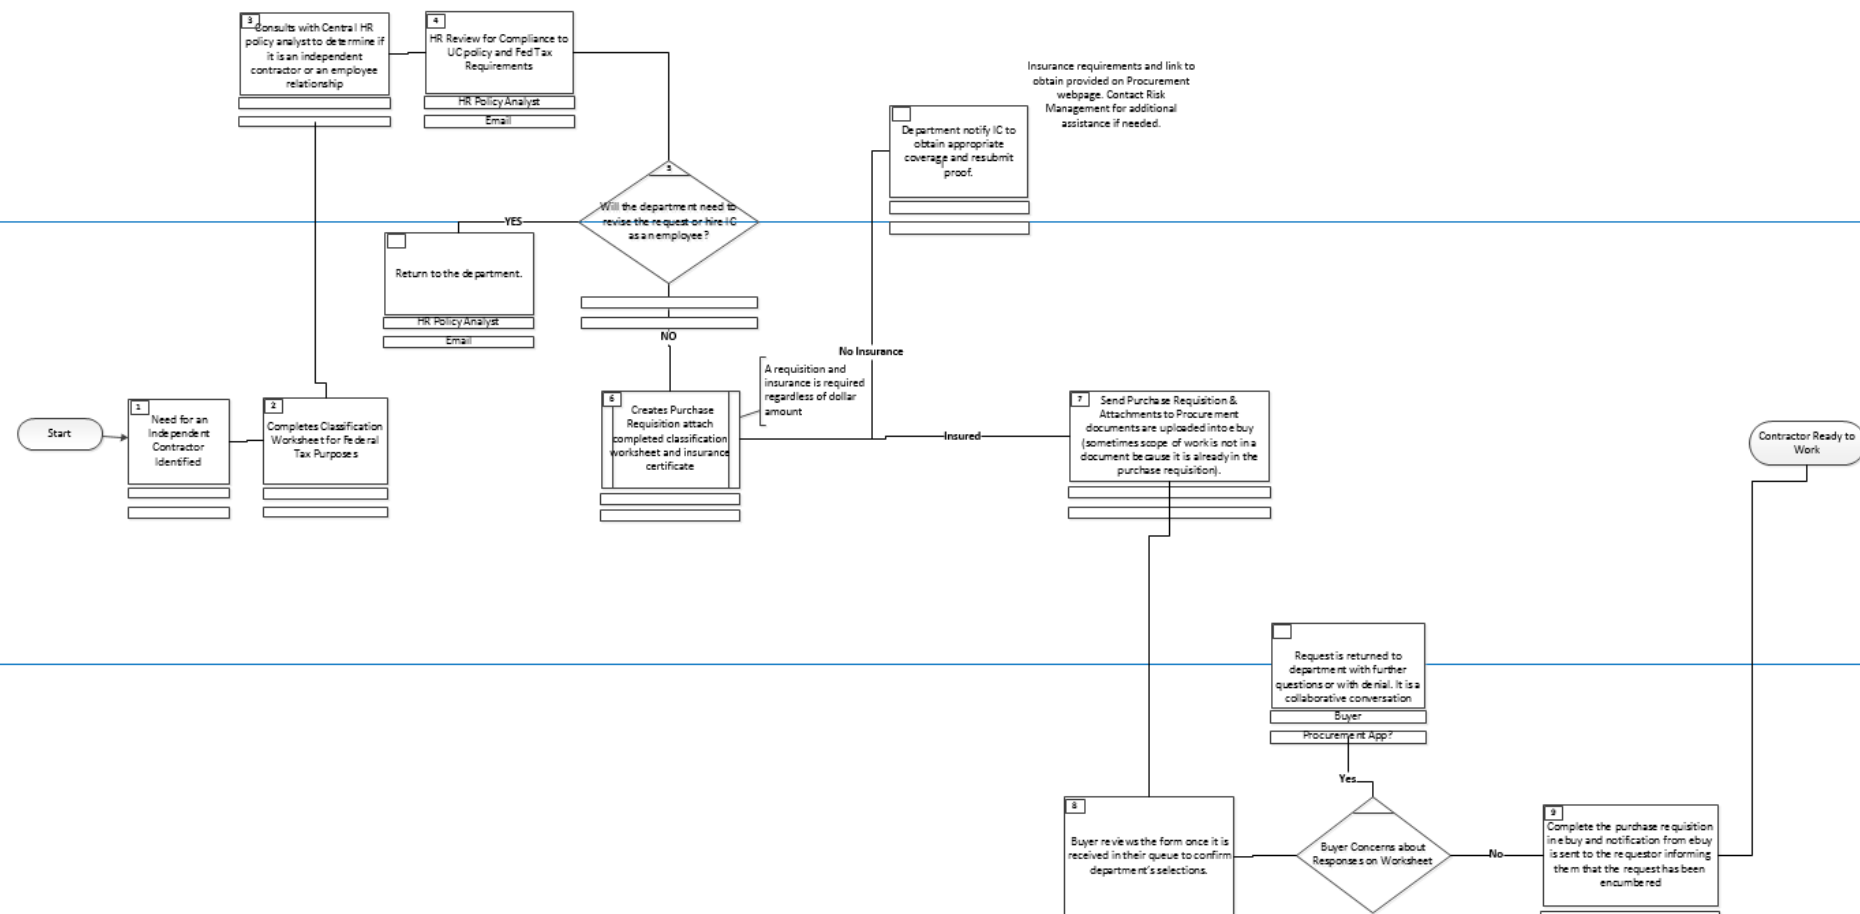 3
Consults with Central HR
policy analyst to determine if
it is an independent
contractor or an employee
relationship
4
HR Review for Compliance to
UC policy and Fed Tax
Requirements
HR Policy Analyst
Email
Insurance requirements and link to
obtain provided on Procurement
webpage. Contact Risk
Management for additional
assistance if needed.
Department notify IC to
obtain appropriate
coverage and resubmit
proof.
5
Will the department need to
revise the request or hire IC
as an employee?
YES
Return to the department.
HR Policy Analyst
Email
NO
No Insurance
A requisition and
insurance is required
regardless of dollar
amount
Start
1
Need for an
Independent
Contractor
Identified
2
Completes Classification
Worksheet for Federal
Tax Purposes
6
Creates Purchase
Requisition attach
completed classification
worksheet and insurance
certificate
Insured
7
Send Purchase Requisition &
Attachments to Procurement
documents are uploaded into ebuy
(sometimes scope of work is not in a
document because it is already in the
purchase requisition).
Contractor Ready to
Work
Request is returned to
department with further
questions or with denial. It is a
collaborative conversation
Buyer
Procurement App?
Yes
8
Buyer reviews the form once it is
received in their queue to confirm
department's selections.
Buyer Concerns about
Responses on Worksheet
No
9
Complete the purchase requisition
in ebuy and notification from ebuy
is sent to the requestor informing
them that the request has been
encumbered